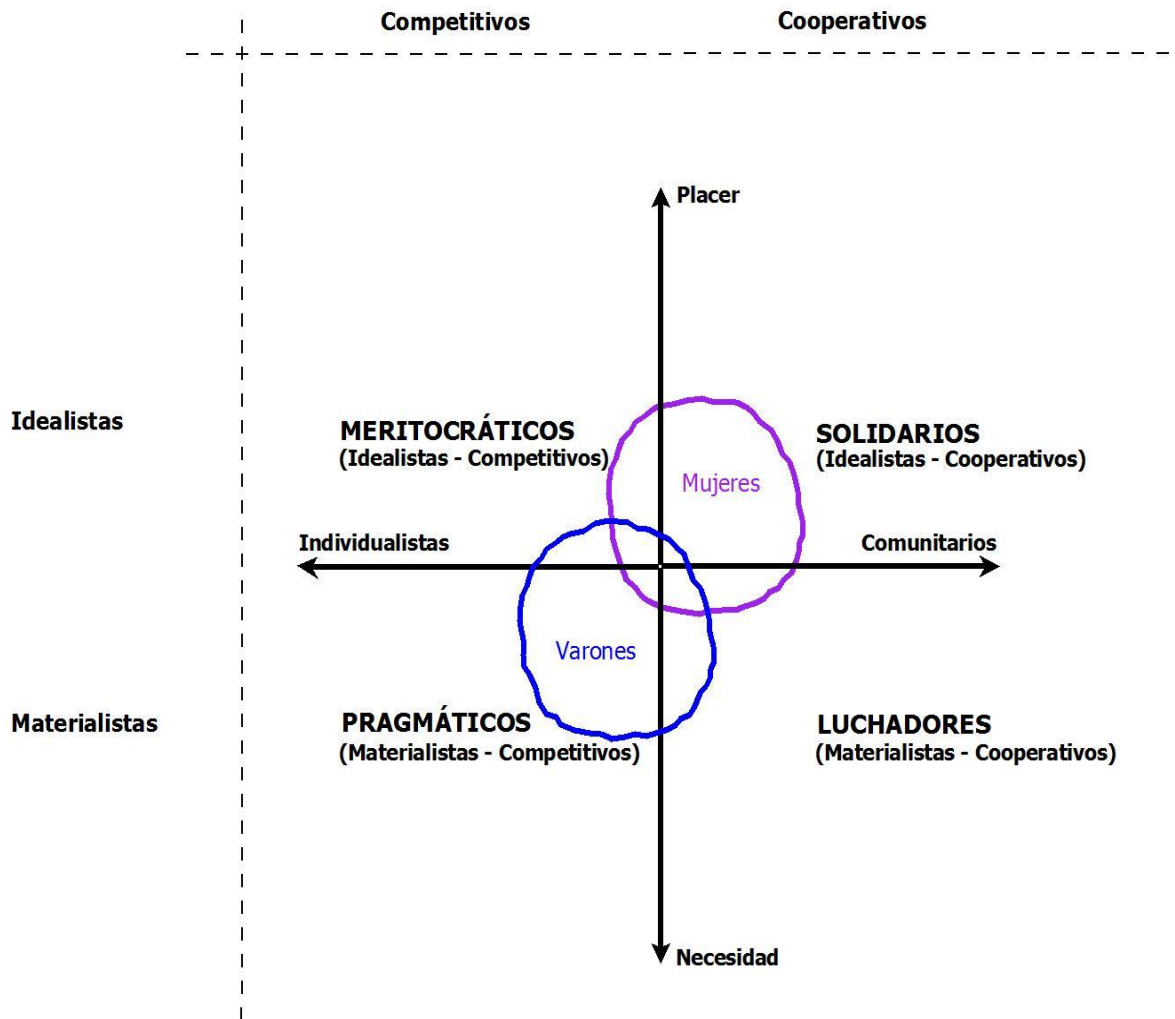 Competitivos
Cooperativos
Placer
Idealistas
MERITOCRÁTICOS
(Idealistas - Competitivos)
SOLIDARIOS
(Idealistas - Cooperativos)
Mujeres
Individualistas
Comunitarios
Varones
Materialistas
PRAGMÁTICOS
(Materialistas - Competitivos)
LUCHADORES
(Materialistas - Cooperativos)
Necesidad